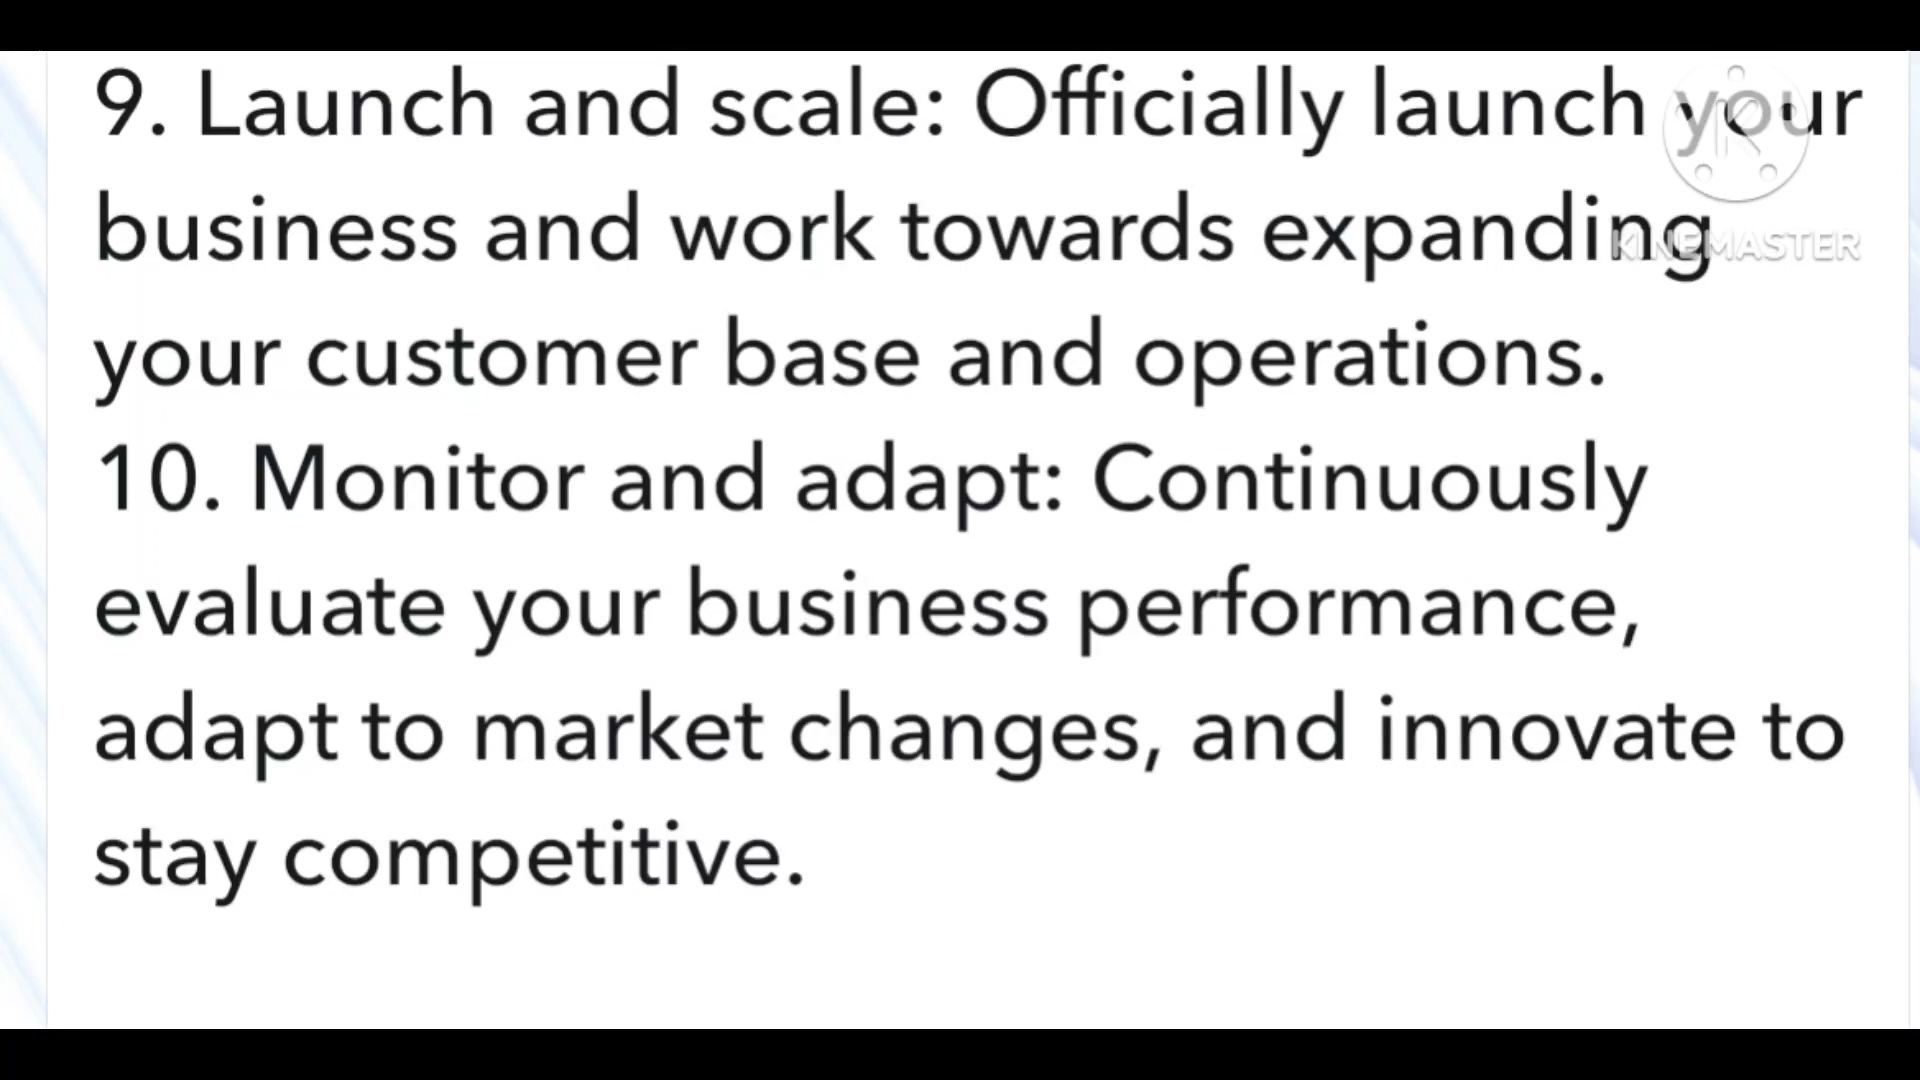 9. Launch and scale: Officially launch your
business and work towards expanding
KINEMASTER
your customer base and operations.
10. Monitor and adapt: Continuously
evaluate your business performance,
adapt to market changes, and innovate to
stay competitive.